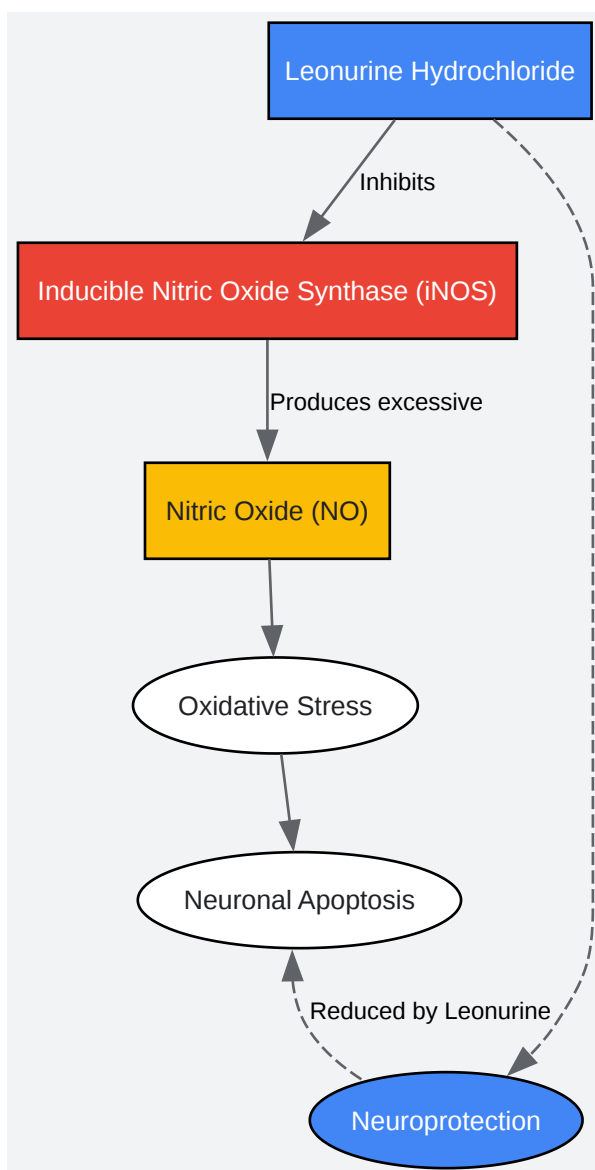 Leonurine Hydrochloride
Inhibits
Inducible Nitric Oxide Synthase (iNOS)
Produces excessive
Nitric Oxide (NO)
Oxidative Stress
Neuronal Apoptosis
Reduced by Leonurine
Neuroprotection